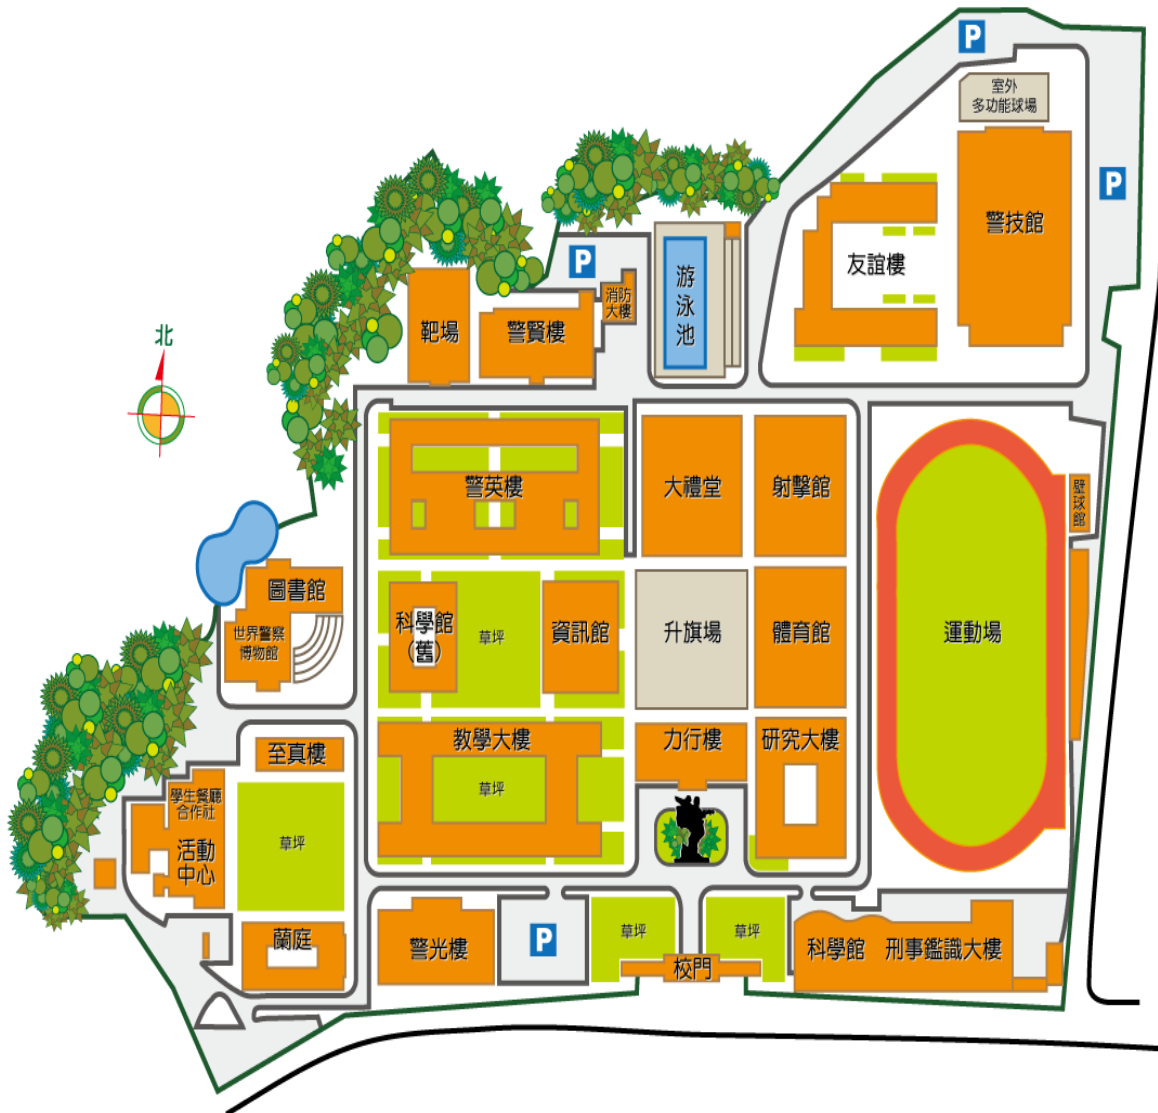 P
室外
多功能球場
P
警技館
友誼樓
P
游泳池
消防
大樓
靶場
警賢樓
北
警英樓
大禮堂
射擊館
壁球館
圖書館
世界警察
博物館
科學館
(舊)
草坪
資訊館
升旗場
體育館
運動場
教學大樓
草坪
力行樓
研究大樓
至真樓
學生餐廳
合作社
活動
中心
草坪
蘭庭
警光樓
P
草坪
草坪
校門
科學館
刑事鑑識大樓